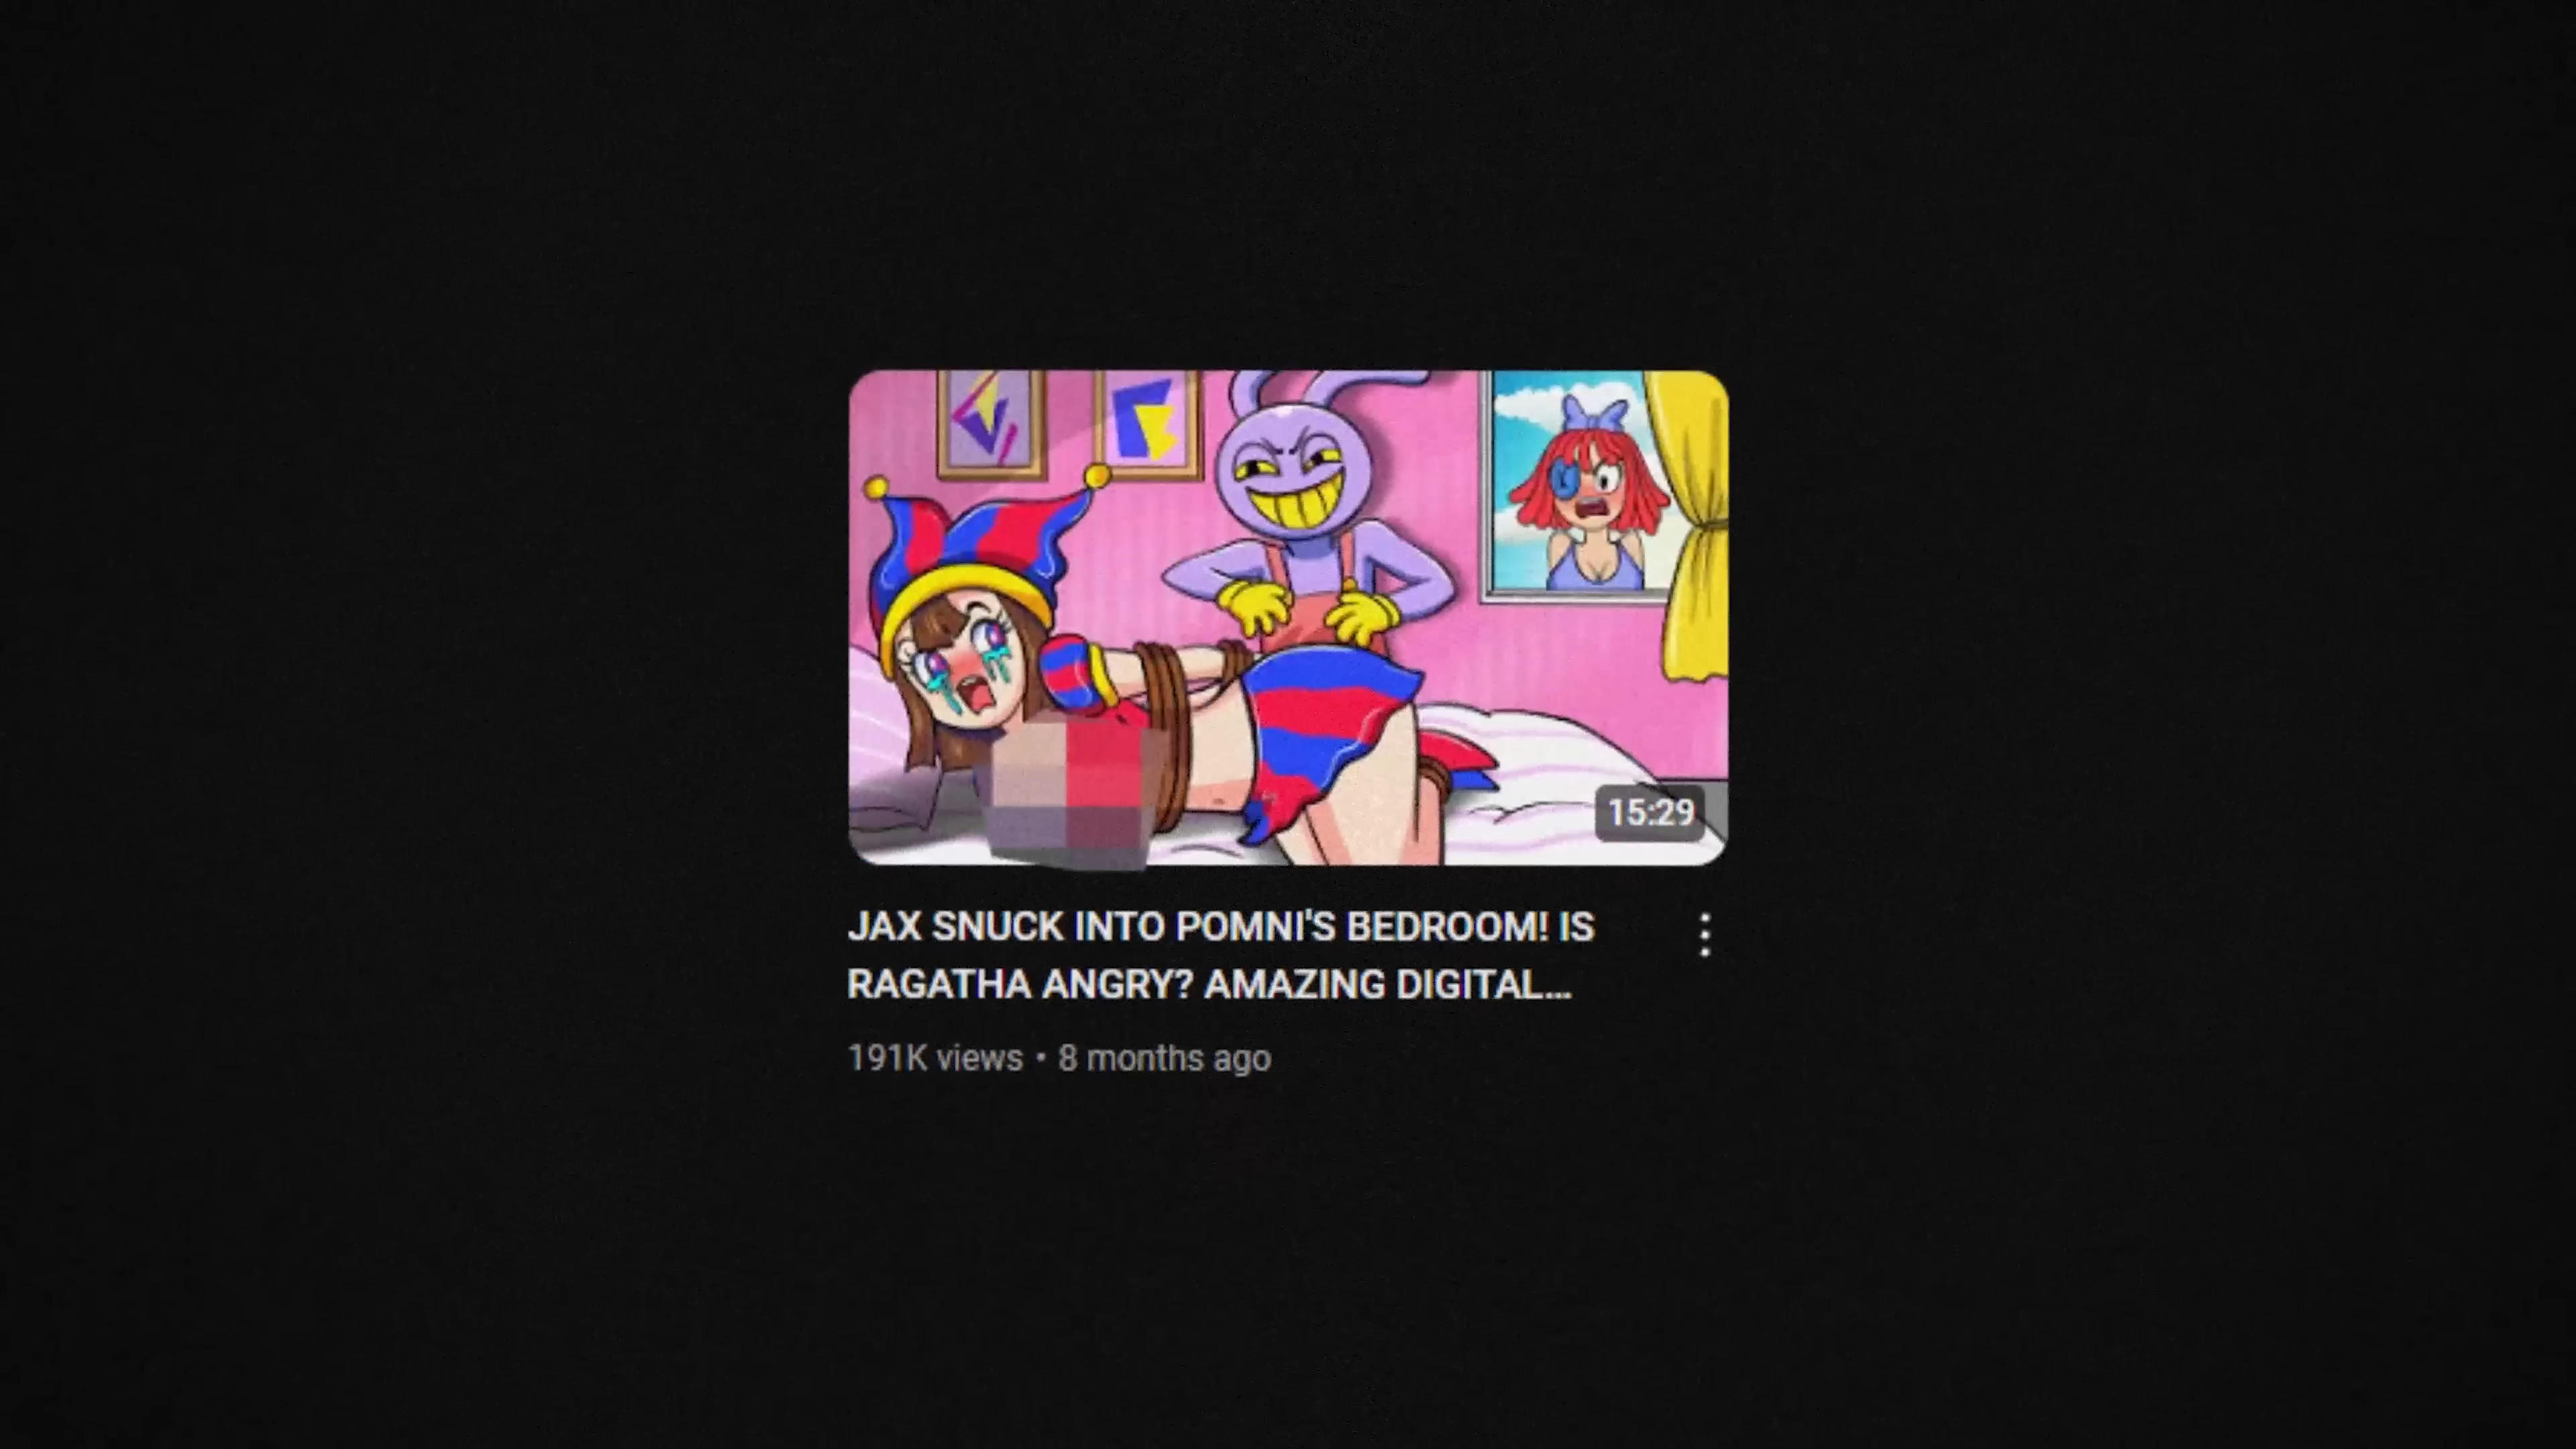 15:29
JAX SNUCK INTO POMNI'S BEDROOM! IS
RAGATHA ANGRY? AMAZING DIGITAL...
191K views • 8 months ago